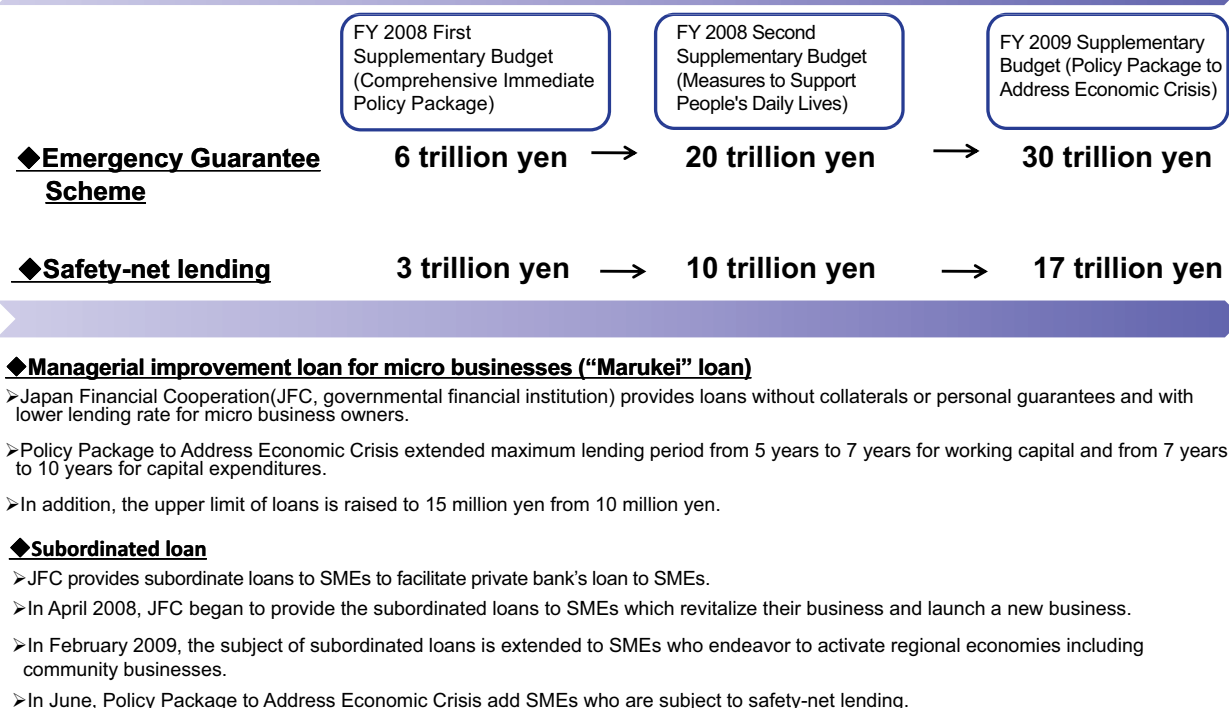 FY 2008 First
Supplementary Budget
(Comprehensive Immediate
Policy Package)
FY 2008 Second
Supplementary Budget
(Measures to Support
People's Daily Lives)
FY 2009 Supplementary
Budget (Policy Package to
Address Economic Crisis)
◆Emergency Guarantee
Scheme
6 trillion yen → 20 trillion yen → 30 trillion yen
◆Safety-net lending 3 trillion yen → 10 trillion yen → 17 trillion yen
◆Managerial improvement loan for micro businesses (“Marukei” loan)
➢Japan Financial Cooperation(JFC, governmental financial institution) provides loans without collaterals or personal guarantees and with
lower lending rate for micro business owners.
➢Policy Package to Address Economic Crisis extended maximum lending period from 5 years to 7 years for working capital and from 7 years
to 10 years for capital expenditures.
➢In addition, the upper limit of loans is raised to 15 million yen from 10 million yen.
◆Subordinated loan
➢JFC provides subordinate loans to SMEs to facilitate private bank’s loan to SMEs.
➢In April 2008, JFC began to provide the subordinated loans to SMEs which revitalize their business and launch a new business.
➢In February 2009, the subject of subordinated loans is extended to SMEs who endeavor to activate regional economies including
community businesses.
➢In June, Policy Package to Address Economic Crisis add SMEs who are subject to safety-net lending.